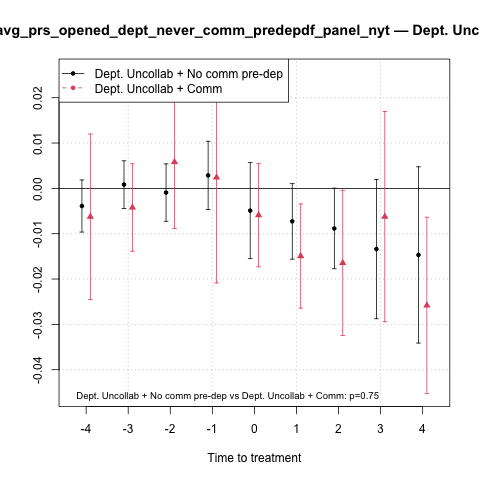 avg_prs_opened_dept_never_comm_predepdf_panel_nyt — Dept. Unc
Dept. Uncollab + No comm pre-dep
Dept. Uncollab + Comm
0.02
0.01
0.00
-0.01
-0.02
-0.03
-0.04
Dept. Uncollab + No comm pre-dep vs Dept. Uncollab + Comm: p=0.75
-4 -3 -2 -1 0 1 2 3 4
Time to treatment